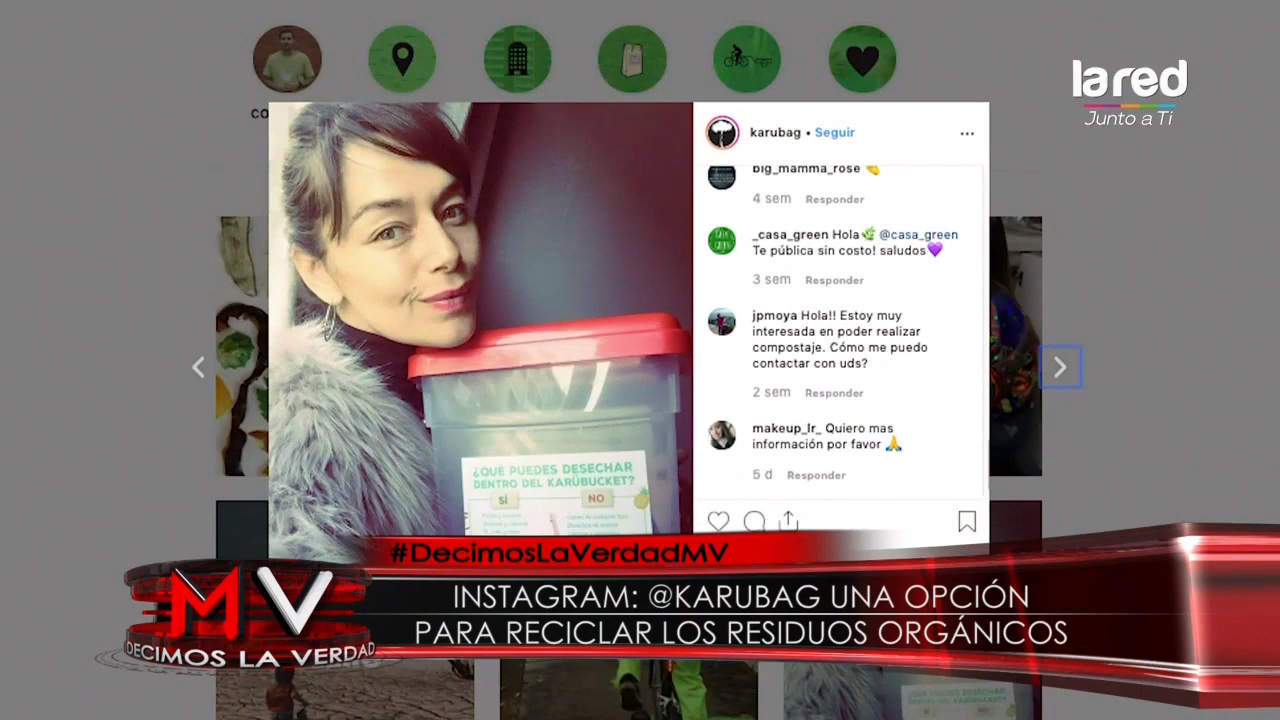 la red
Junto a Ti
co
karubag • Seguir
big_mamma_rose
4 sem Responder
_casa_green Hola🌿 @casa_green
Te pública sin costo! saludos💜
3 sem Responder
jpmoya Hola!! Estoy muy
interesada en poder realizar
compostaje. Cómo me puedo
contactar con uds?
2 sem Responder
makeup_lr_ Quiero mas
información por favor 🙏
5 d Responder
¿QUÉ PUEDES DESECHAR
DENTRO DEL KARÜBUCKET?
SÍ NO
#DecimosLaVerdadMV
MV
DECIMOS LA VERDAD
INSTAGRAM: @KARUBAG UNA OPCIÓN
PARA RECICLAR LOS RESIDUOS ORGÁNICOS